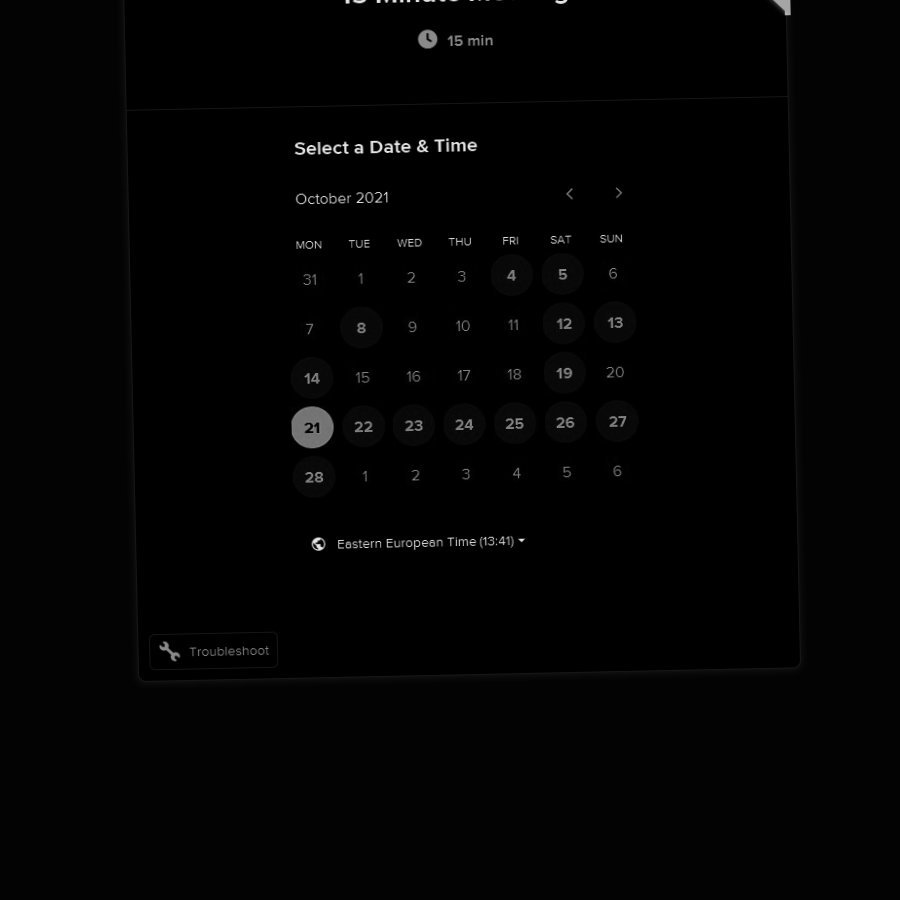 15 min
Select a Date & Time
October 2021
MON TUE WED THU FRI SAT SUN
31 1 2 3 4 5 6
7 8 9 10 11 12 13
14 15 16 17 18 19 20
21 22 23 24 25 26 27
28 1 2 3 4 5 6
Eastern European Time (13:41)
Troubleshoot